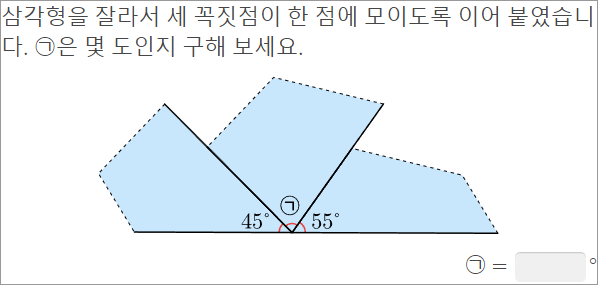 삼각형을 잘라서 세 꼭짓점이 한 점에 모이도록 이어 붙였습니
다. ㉠은 몇 도인지 구해 보세요.
㉠
45° 55°
㉠ = °